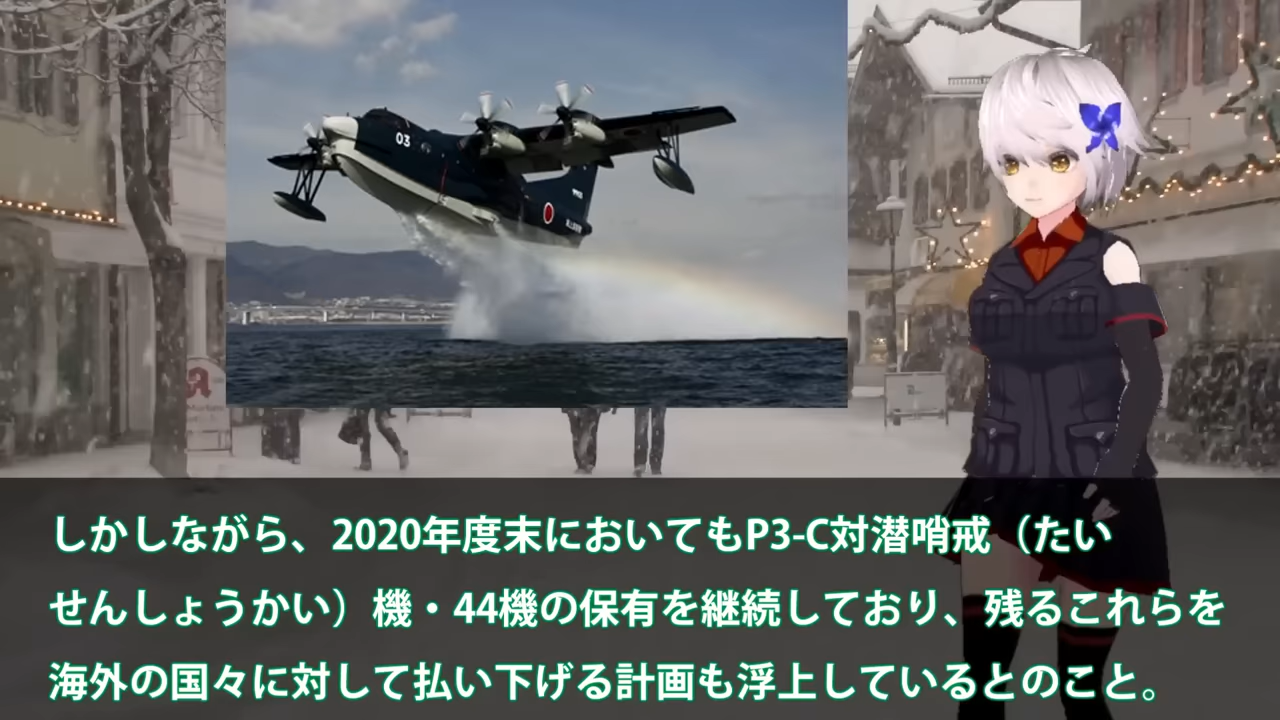 03
しかしながら、2020年度末においてもP3-C対潜哨戒（たい
せんしょうかい）機・44機の保有を継続しており、残るこれらを
海外の国々に対して払い下げる計画も浮上しているとのこと。